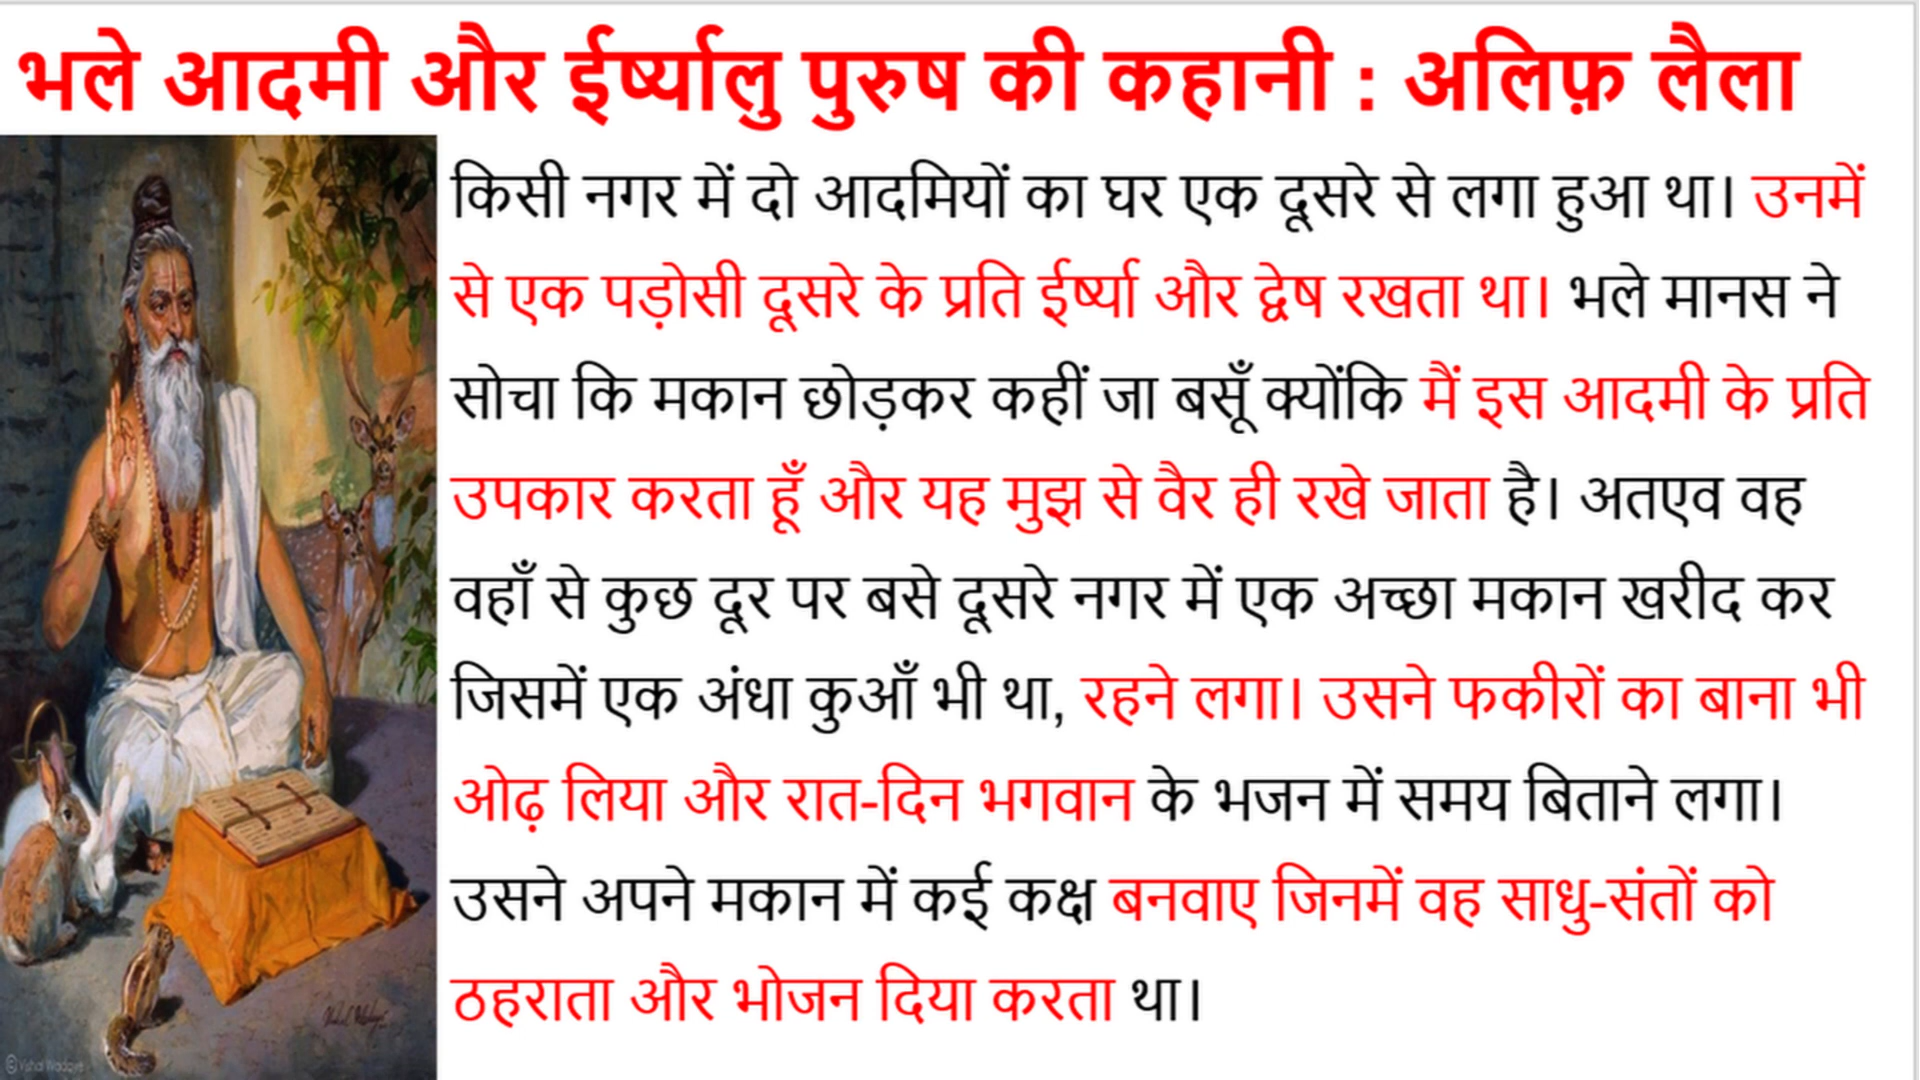 भले आदमी और ईर्ष्यालु पुरुष की कहानी : अलिफ़ लैला
किसी नगर में दो आदमियों का घर एक दूसरे से लगा हुआ था। उनमें
से एक पड़ोसी दूसरे के प्रति ईर्ष्या और द्वेष रखता था। भले मानस ने
सोचा कि मकान छोड़कर कहीं जा बसूँ क्योंकि मैं इस आदमी के प्रति
उपकार करता हूँ और यह मुझ से वैर ही रखे जाता है। अतएव वह
वहाँ से कुछ दूर पर बसे दूसरे नगर में एक अच्छा मकान खरीद कर
जिसमें एक अंधा कुआँ भी था, रहने लगा। उसने फकीरों का बाना भी
ओढ़ लिया और रात-दिन भगवान के भजन में समय बिताने लगा।
उसने अपने मकान में कई कक्ष बनवाए जिनमें वह साधु-संतों को
ठहराता और भोजन दिया करता था।